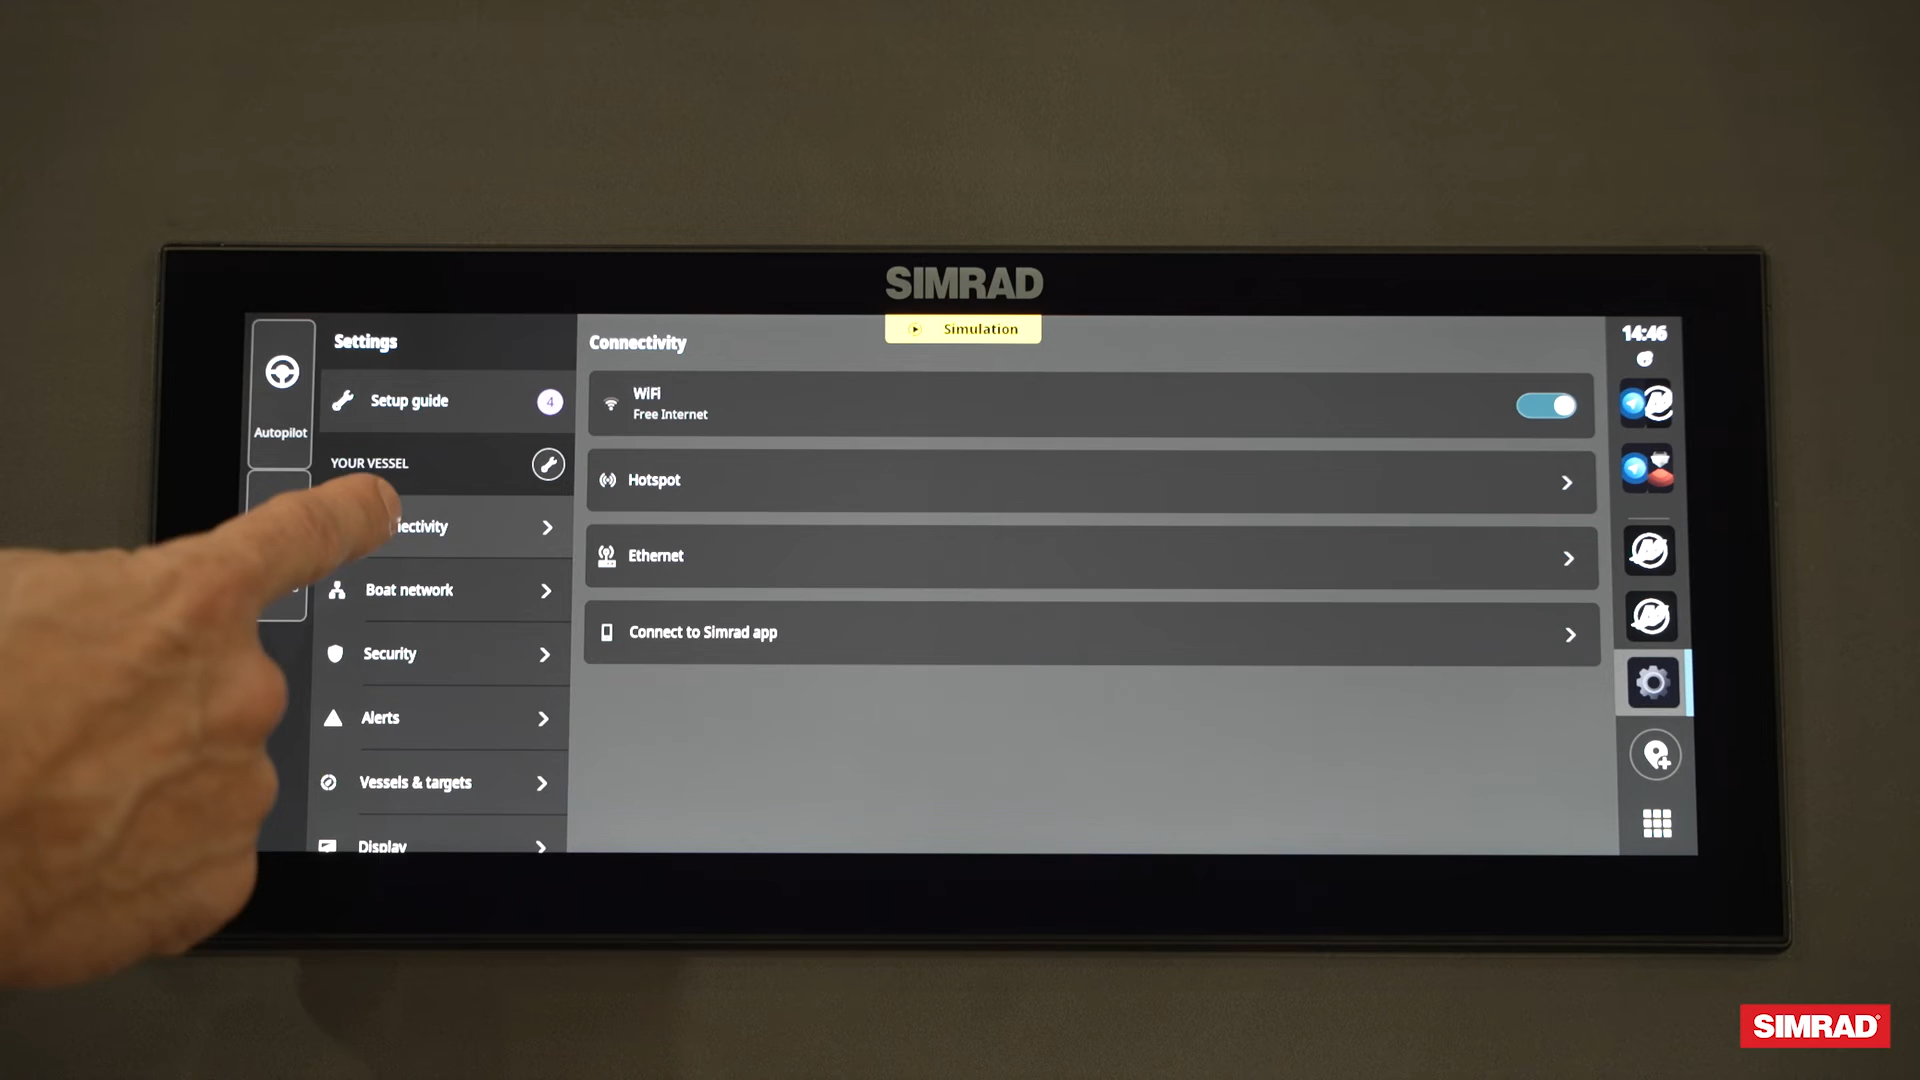 SIMRAD
Simulation
Settings
Setup guide
4
YOUR VESSEL
Boat network
Security
Alerts
Vessels & targets
Display
Autopilot
Connectivity
WiFi
Free Internet
Hotspot
Ethernet
Connect to Simrad app
14:46
SIMRAD